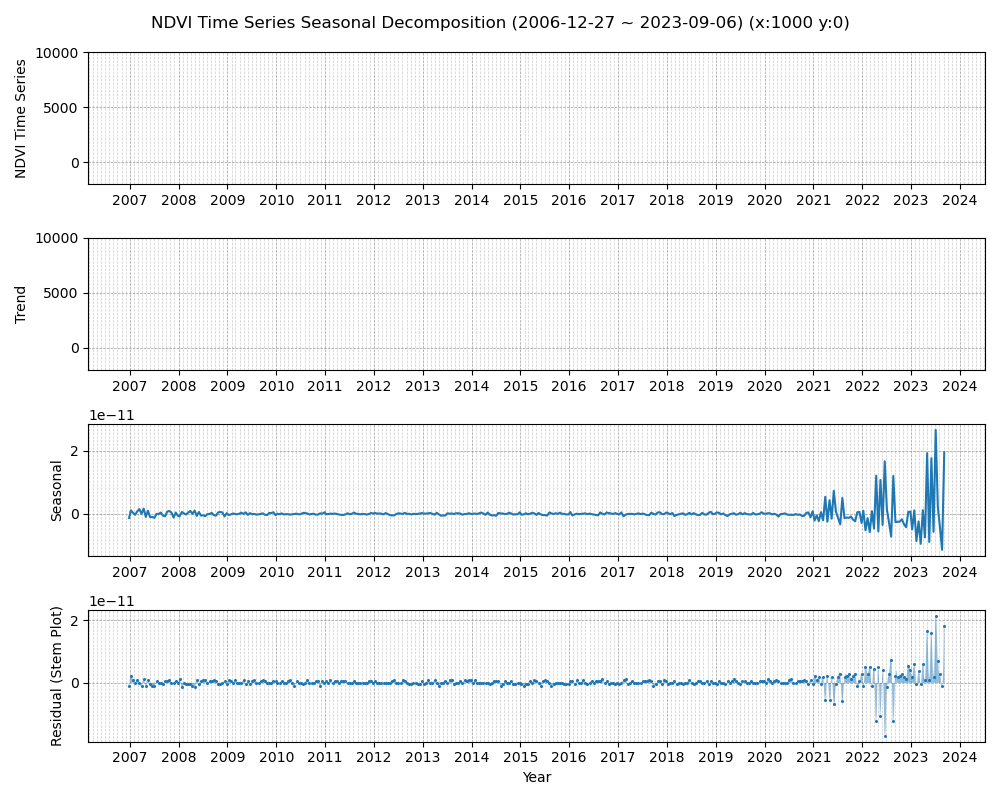 NDVI Time Series Seasonal Decomposition (2006-12-27 ~ 2023-09-06) (x:1000 y:0)
NDVI Time Series
10000
5000
0
2007 2008 2009 2010 2011 2012 2013 2014 2015 2016 2017 2018 2019 2020 2021 2022 2023 2024
Trend
10000
5000
0
2007 2008 2009 2010 2011 2012 2013 2014 2015 2016 2017 2018 2019 2020 2021 2022 2023 2024
1e−11
Seasonal
2
0
2007 2008 2009 2010 2011 2012 2013 2014 2015 2016 2017 2018 2019 2020 2021 2022 2023 2024
1e−11
Residual (Stem Plot)
2
0
2007 2008 2009 2010 2011 2012 2013 2014 2015 2016 2017 2018 2019 2020 2021 2022 2023 2024
Year